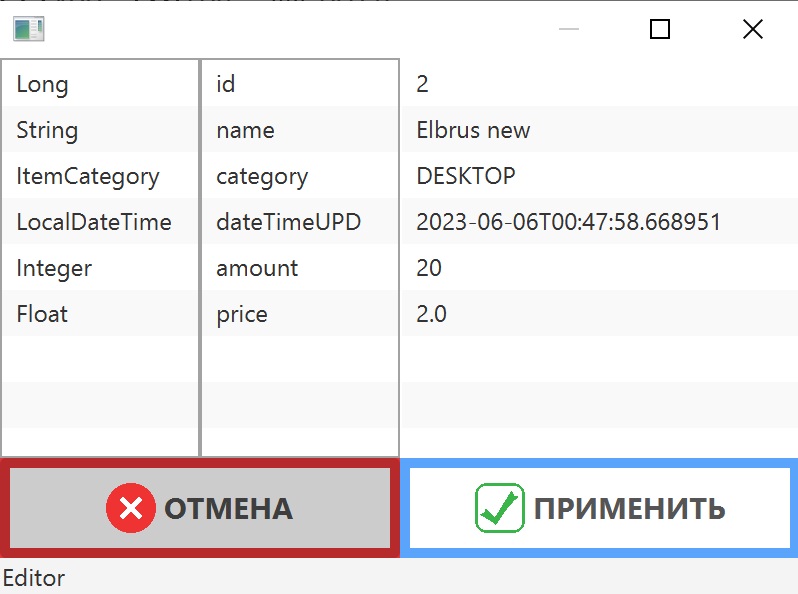 Long id 2
String name Elbrus new
ItemCategory category DESKTOP
LocalDateTime dateTimeUPD 2023-06-06T00:47:58.668951
Integer amount 20
Float price 2.0
ОТМЕНА ПРИМЕНИТЬ
Editor